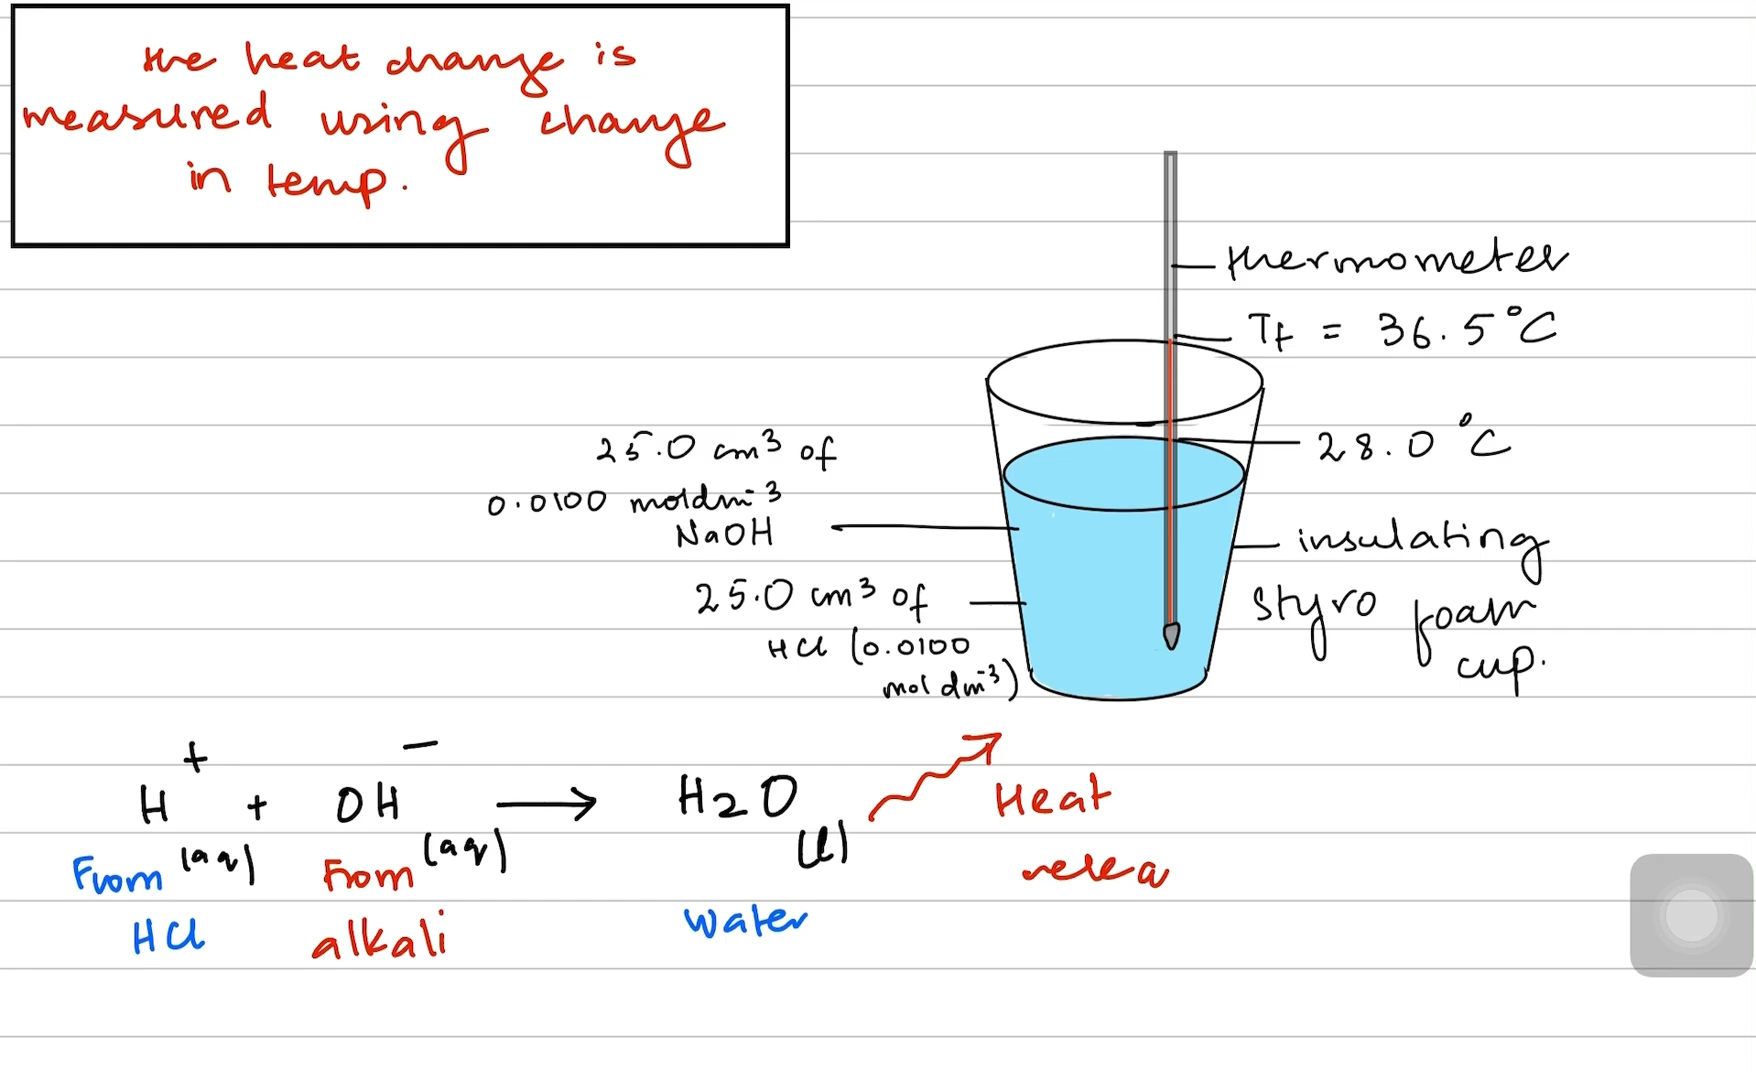 the heat change is
measured using change
in temp.
thermometer
Tf = 36.5°C
28.0 °C
25.0 cm³ of
0.0100 moldm⁻³
NaOH
insulating
styro foam
cup.
25.0 cm³ of
HCl (0.0100
mol dm⁻³)
H⁺(aq) + OH⁻(aq) → H2O(l) Heat
From From relea
HCl alkali water